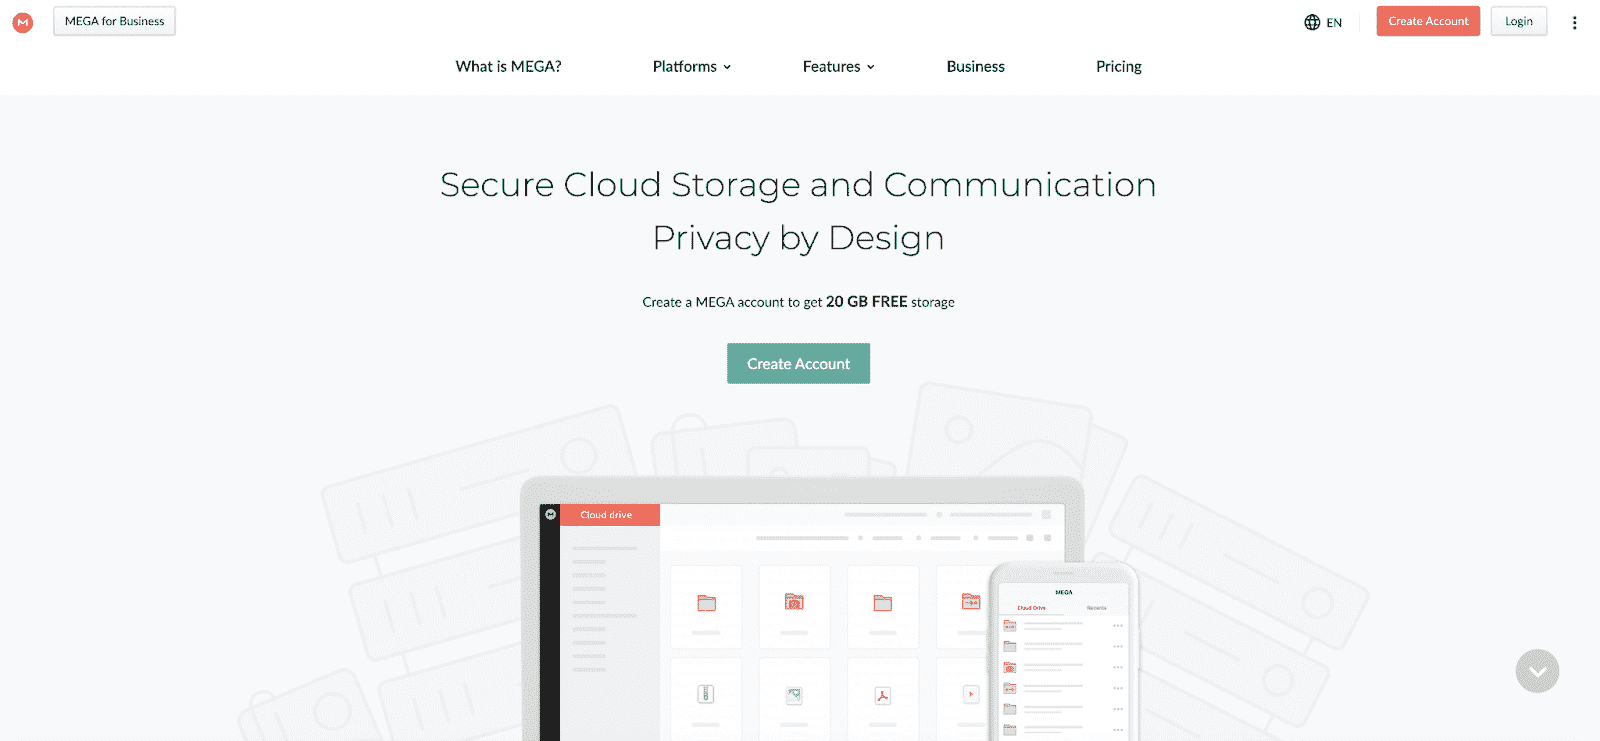 M
MEGA for Business
EN
Create Account
Login
What is MEGA?
Platforms
Features
Business
Pricing
Secure Cloud Storage and Communication
Privacy by Design
Create a MEGA account to get 20 GB FREE storage
Create Account
M
Cloud drive
MEGA
Cloud Drive
Recents